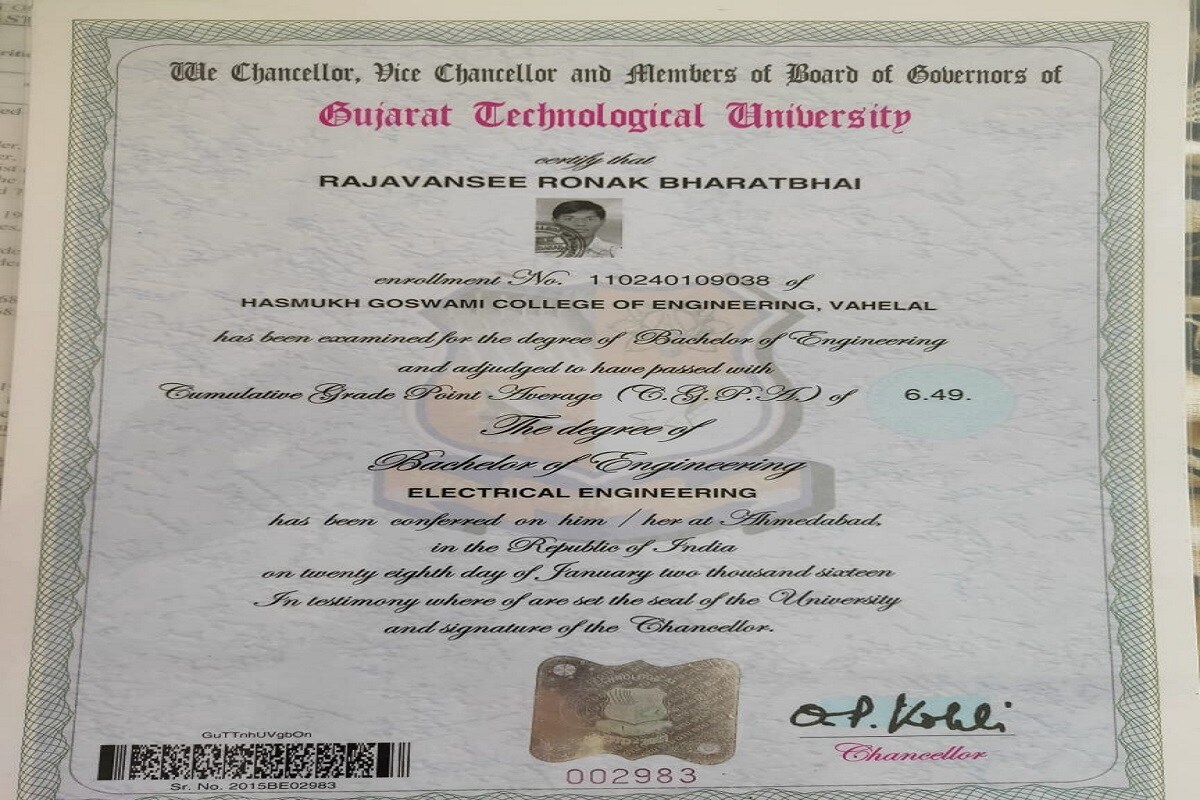 We Chancellor, Vice Chancellor and Members of Board of Governors of
Gujarat Technological University
certify that
RAJAVANSEE RONAK BHARATBHAI
enrollment No. 110240109038 of
HASMUKH GOSWAMI COLLEGE OF ENGINEERING, VAHELAL
has been examined for the degree of Bachelor of Engineering
and adjudged to have passed with
Cumulative Grade Point Average (C.G.P.A.) of 6.49.
The degree of
Bachelor of Engineering
ELECTRICAL ENGINEERING
has been conferred on him / her at Ahmedabad,
in the Republic of India
on twenty eighth day of January two thousand sixteen
In testimony where of are set the seal of the University
and signature of the Chancellor.
GuTTnhUVgbOn
Sr. No. 2015BE02983
TECHNOLOGICAL
002983
O.P. Kohli
Chancellor